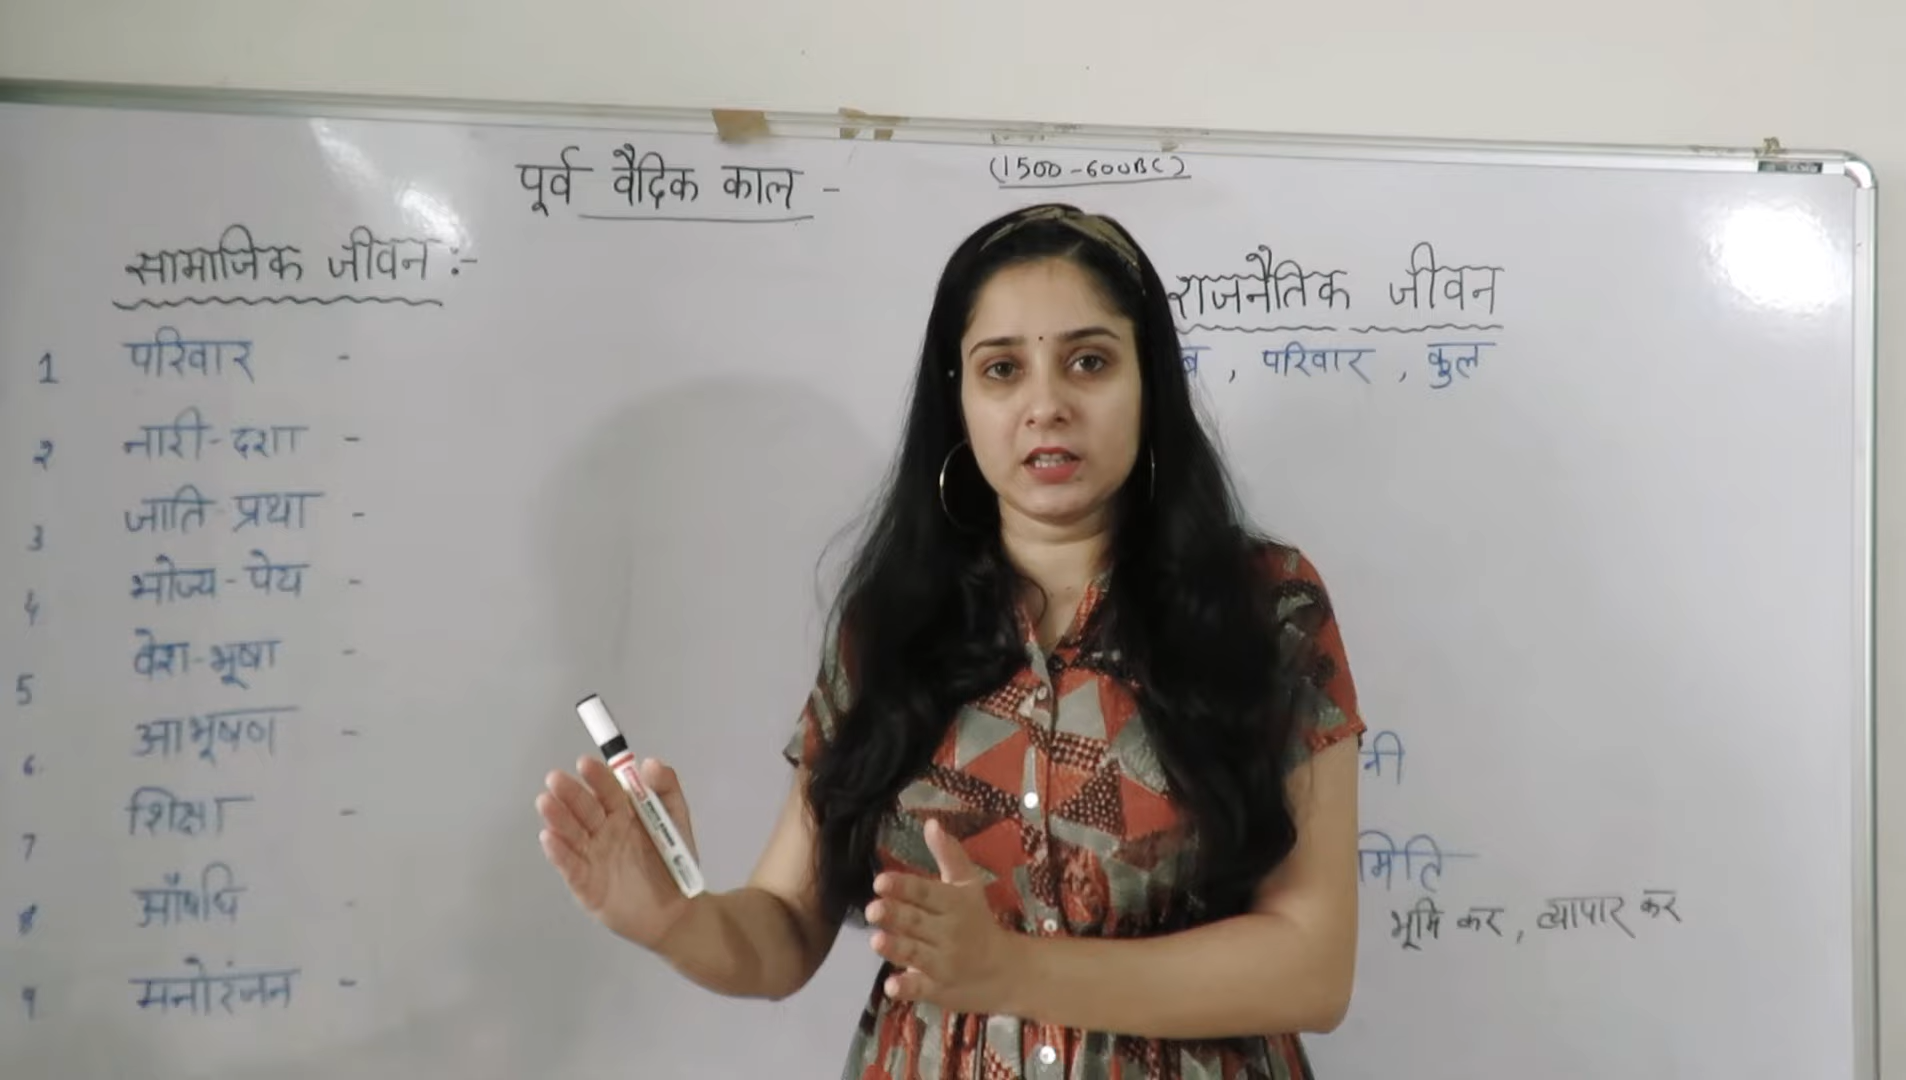 पूर्व वैदिक काल -
(1500-600BC)
सामाजिक जीवन :-
1 परिवार -
2 नारी-दशा -
3 जाति-प्रथा -
4 भोज्य-पेय -
5 वेश-भूषा -
6. आभूषण -
7 शिक्षा -
8 औषधि -
9 मनोरंजन -
राजनैतिक जीवन
, परिवार , कुल
भूमि कर, व्यापार कर